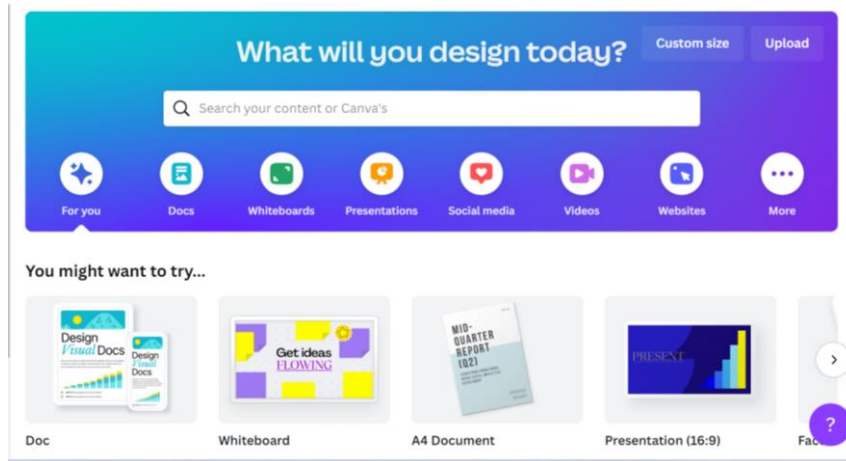 What will you design today?
Custom size
Upload
Search your content or Canva's
For you
Docs
Whiteboards
Presentations
Social media
Videos
Websites
More
You might want to try...
Design
Visual Docs
Design
Visual
Docs
Get ideas
FLOWING
MID-
QUARTER
REPORT
(Q2)
PRESENT
?
Doc
Whiteboard
A4 Document
Presentation (16:9)